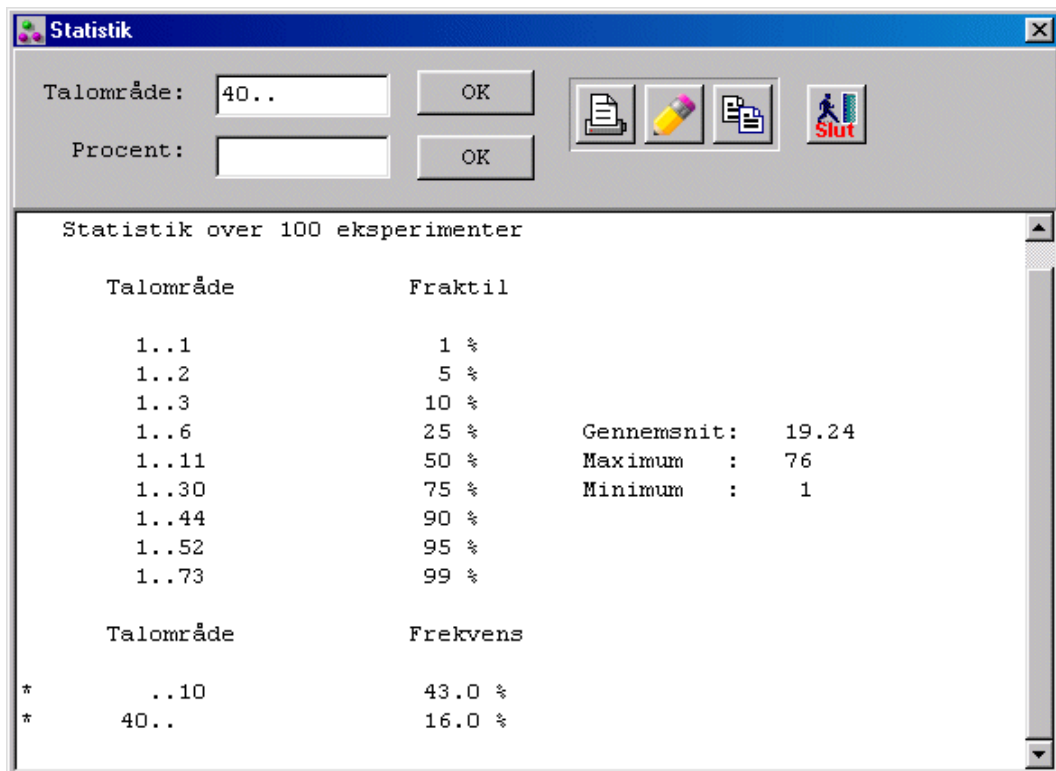 Statistik
Talområde: 40.. OK
Slut
Procent: OK
Statistik over 100 eksperimenter
Talområde Fraktil
1..1 1 %
1..2 5 %
1..3 10 %
1..6 25 % Gennemsnit: 19.24
1..11 50 % Maximum : 76
1..30 75 % Minimum : 1
1..44 90 %
1..52 95 %
1..73 99 %
Talområde Frekvens
* ..10 43.0 %
* 40.. 16.0 %